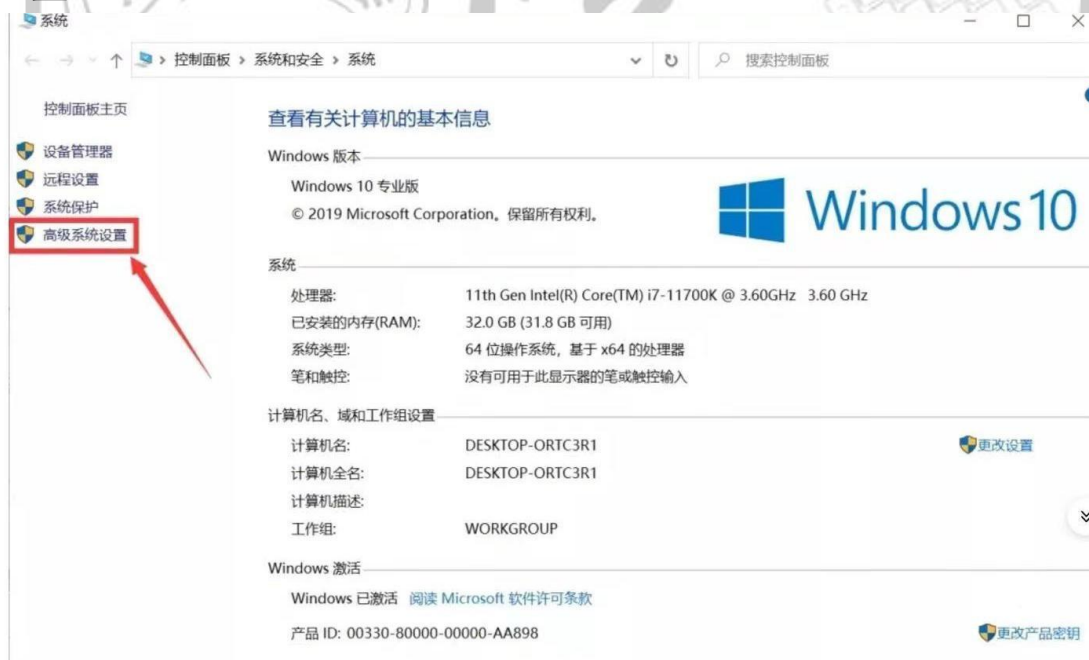 系统
控制面板 > 系统和安全 > 系统
搜索控制面板
控制面板主页
设备管理器
远程设置
系统保护
高级系统设置
查看有关计算机的基本信息
Windows 版本
Windows 10 专业版
© 2019 Microsoft Corporation。保留所有权利。
Windows 10
系统
处理器: 11th Gen Intel(R) Core(TM) i7-11700K @ 3.60GHz 3.60 GHz
已安装的内存(RAM): 32.0 GB (31.8 GB 可用)
系统类型: 64 位操作系统，基于 x64 的处理器
笔和触控: 没有可用于此显示器的笔或触控输入
计算机名、域和工作组设置
计算机名: DESKTOP-ORTC3R1 更改设置
计算机全名: DESKTOP-ORTC3R1
计算机描述:
工作组: WORKGROUP
Windows 激活
Windows 已激活 阅读 Microsoft 软件许可条款
产品 ID: 00330-80000-00000-AA898 更改产品密钥